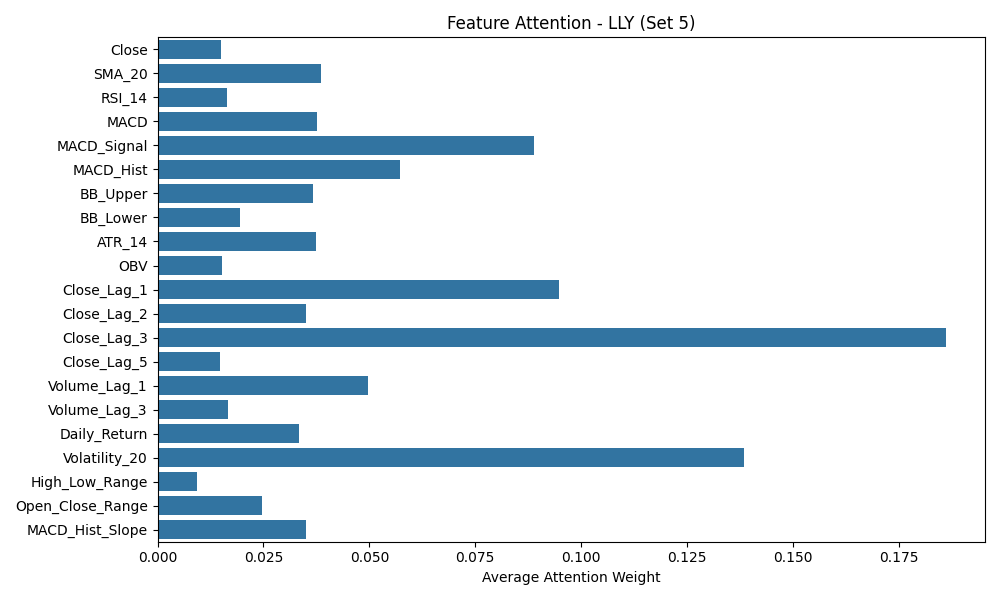 Feature Attention - LLY (Set 5)
Close
SMA_20
RSI_14
MACD
MACD_Signal
MACD_Hist
BB_Upper
BB_Lower
ATR_14
OBV
Close_Lag_1
Close_Lag_2
Close_Lag_3
Close_Lag_5
Volume_Lag_1
Volume_Lag_3
Daily_Return
Volatility_20
High_Low_Range
Open_Close_Range
MACD_Hist_Slope
0.000 0.025 0.050 0.075 0.100 0.125 0.150 0.175
Average Attention Weight